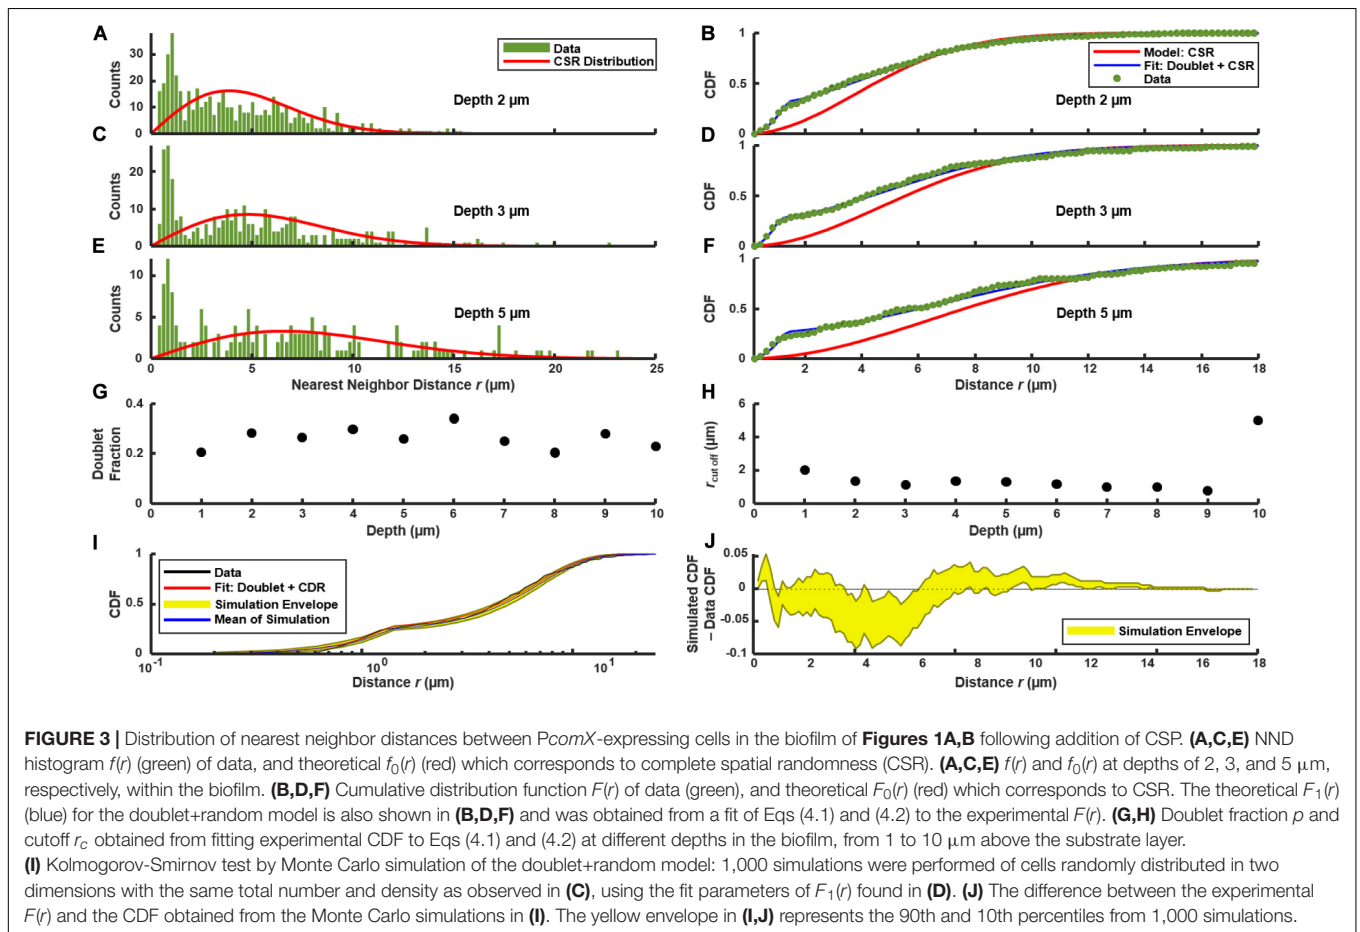 A
30
20
10
0
Counts
Data
CSR Distribution
Depth 2 µm
B
1
0.5
0
CDF
Model: CSR
Fit: Doublet + CSR
Data
Depth 2 µm
C
20
10
0
Counts
Depth 3 µm
D
1
0.5
0
CDF
Depth 3 µm
E
10
5
0
Counts
Depth 5 µm
0 5 10 15 20 25
Nearest Neighbor Distance r (µm)
F
1
0.5
0
CDF
Depth 5 µm
2 4 6 8 10 12 14 16 18
Distance r (µm)
G
0.4
0.2
0
Doublet
Fraction
0 1 2 3 4 5 6 7 8 9 10
Depth (µm)
H
6
4
2
0
rcut off (µm)
0 1 2 3 4 5 6 7 8 9 10
Depth (µm)
I
1
0.5
0
CDF
Data
Fit: Doublet + CDR
Simulation Envelope
Mean of Simulation
10-1 100 101
Distance r (µm)
J
0.05
0
-0.05
-0.1
Simulated CDF
– Data CDF
Simulation Envelope
0 2 4 6 8 10 12 14 16 18
Distance r (µm)
FIGURE 3 | Distribution of nearest neighbor distances between PcomX-expressing cells in the biofilm of Figures 1A,B following addition of CSP. (A,C,E) NND
histogram f(r) (green) of data, and theoretical f0(r) (red) which corresponds to complete spatial randomness (CSR). (A,C,E) f(r) and f0(r) at depths of 2, 3, and 5 µm,
respectively, within the biofilm. (B,D,F) Cumulative distribution function F(r) of data (green), and theoretical F0(r) (red) which corresponds to CSR. The theoretical F1(r)
(blue) for the doublet+random model is also shown in (B,D,F) and was obtained from a fit of Eqs (4.1) and (4.2) to the experimental F(r). (G,H) Doublet fraction p and
cutoff rc obtained from fitting experimental CDF to Eqs (4.1) and (4.2) at different depths in the biofilm, from 1 to 10 µm above the substrate layer.
(I) Kolmogorov-Smirnov test by Monte Carlo simulation of the doublet+random model: 1,000 simulations were performed of cells randomly distributed in two
dimensions with the same total number and density as observed in (C), using the fit parameters of F1(r) found in (D). (J) The difference between the experimental
F(r) and the CDF obtained from the Monte Carlo simulations in (I). The yellow envelope in (I,J) represents the 90th and 10th percentiles from 1,000 simulations.